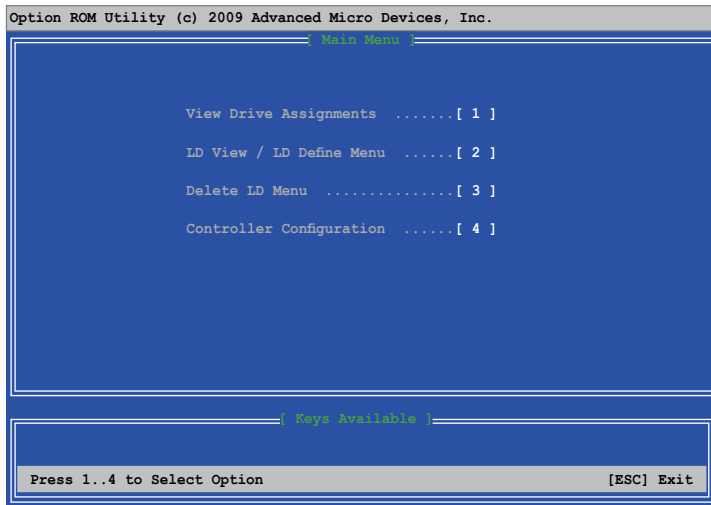 Option ROM Utility (c) 2009 Advanced Micro Devices, Inc.
[ Main Menu ]
View Drive Assignments .......[ 1 ]
LD View / LD Define Menu ......[ 2 ]
Delete LD Menu ...............[ 3 ]
Controller Configuration ......[ 4 ]
[ Keys Available ]
Press 1..4 to Select Option [ESC] Exit